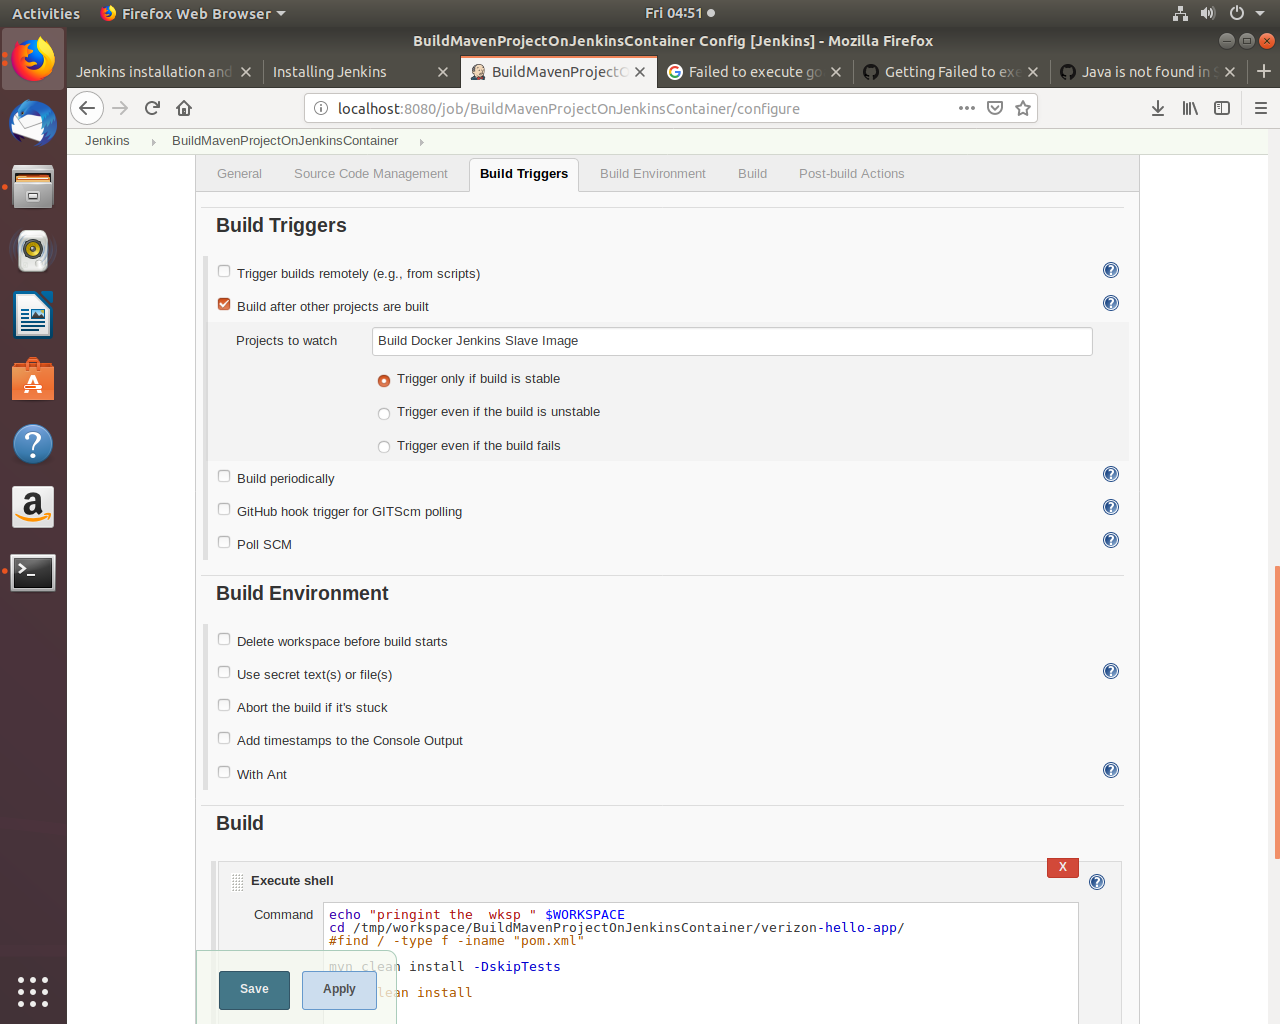 Activities Firefox Web Browser Fri 04:51
BuildMavenProjectOnJenkinsContainer Config [Jenkins] - Mozilla Firefox
Jenkins installation and Installing Jenkins BuildMavenProjectO Failed to execute go Getting Failed to exe Java is not found in
localhost:8080/job/BuildMavenProjectOnJenkinsContainer/configure
Jenkins BuildMavenProjectOnJenkinsContainer
General Source Code Management Build Triggers Build Environment Build Post-build Actions
Build Triggers
Trigger builds remotely (e.g., from scripts)
Build after other projects are built
Projects to watch Build Docker Jenkins Slave Image
Trigger only if build is stable
Trigger even if the build is unstable
Trigger even if the build fails
Build periodically
GitHub hook trigger for GITScm polling
Poll SCM
Build Environment
Delete workspace before build starts
Use secret text(s) or file(s)
Abort the build if it's stuck
Add timestamps to the Console Output
With Ant
Build
X
Execute shell
Command echo "pringint the  wksp " $WORKSPACE
cd /tmp/workspace/BuildMavenProjectOnJenkinsContainer/verizon-hello-app/
#find / -type f -iname "pom.xml"
mvn clean install -DskipTests
clean install
Save Apply